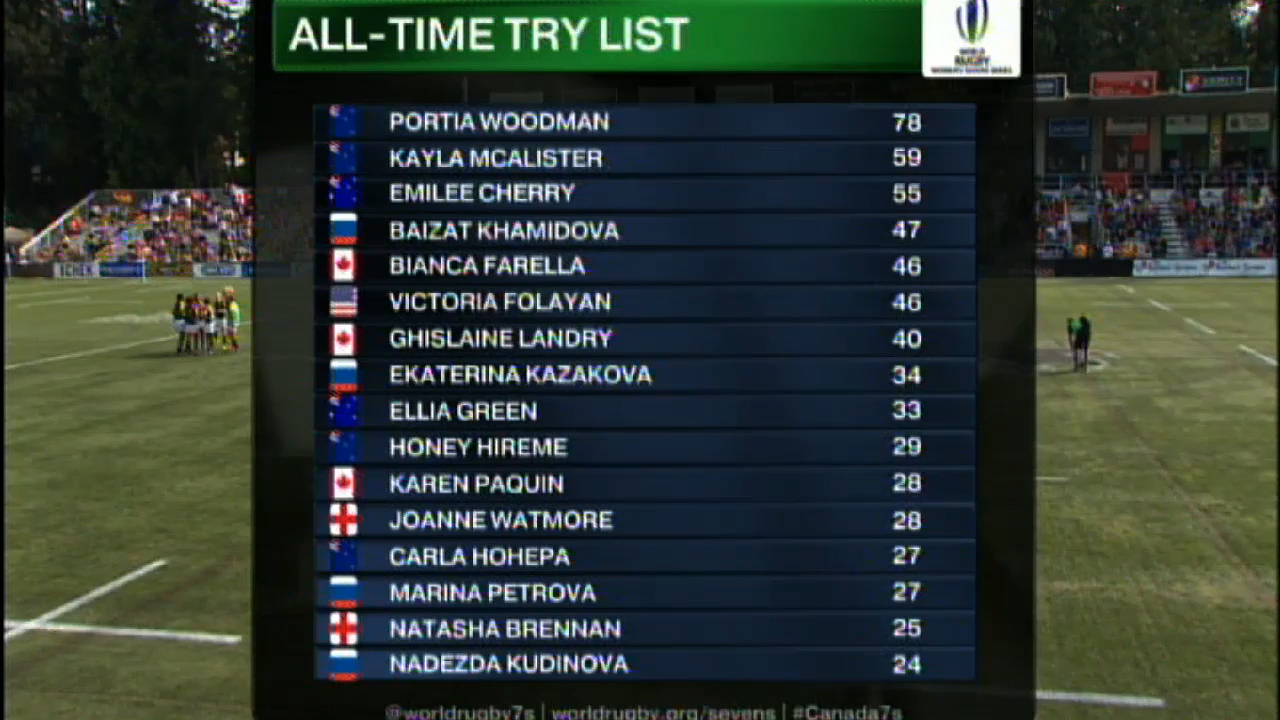 ALL-TIME TRY LIST
WORLD
RUGBY
PORTIA WOODMAN 78
KAYLA MCALISTER 59
EMILEE CHERRY 55
BAIZAT KHAMIDOVA 47
BIANCA FARELLA 46
VICTORIA FOLAYAN 46
GHISLAINE LANDRY 40
EKATERINA KAZAKOVA 34
ELLIA GREEN 33
HONEY HIREME 29
KAREN PAQUIN 28
JOANNE WATMORE 28
CARLA HOHEPA 27
MARINA PETROVA 27
NATASHA BRENNAN 25
NADEZDA KUDINOVA 24
@worldrugby7s | worldrugby.org/sevens | #Canada7s